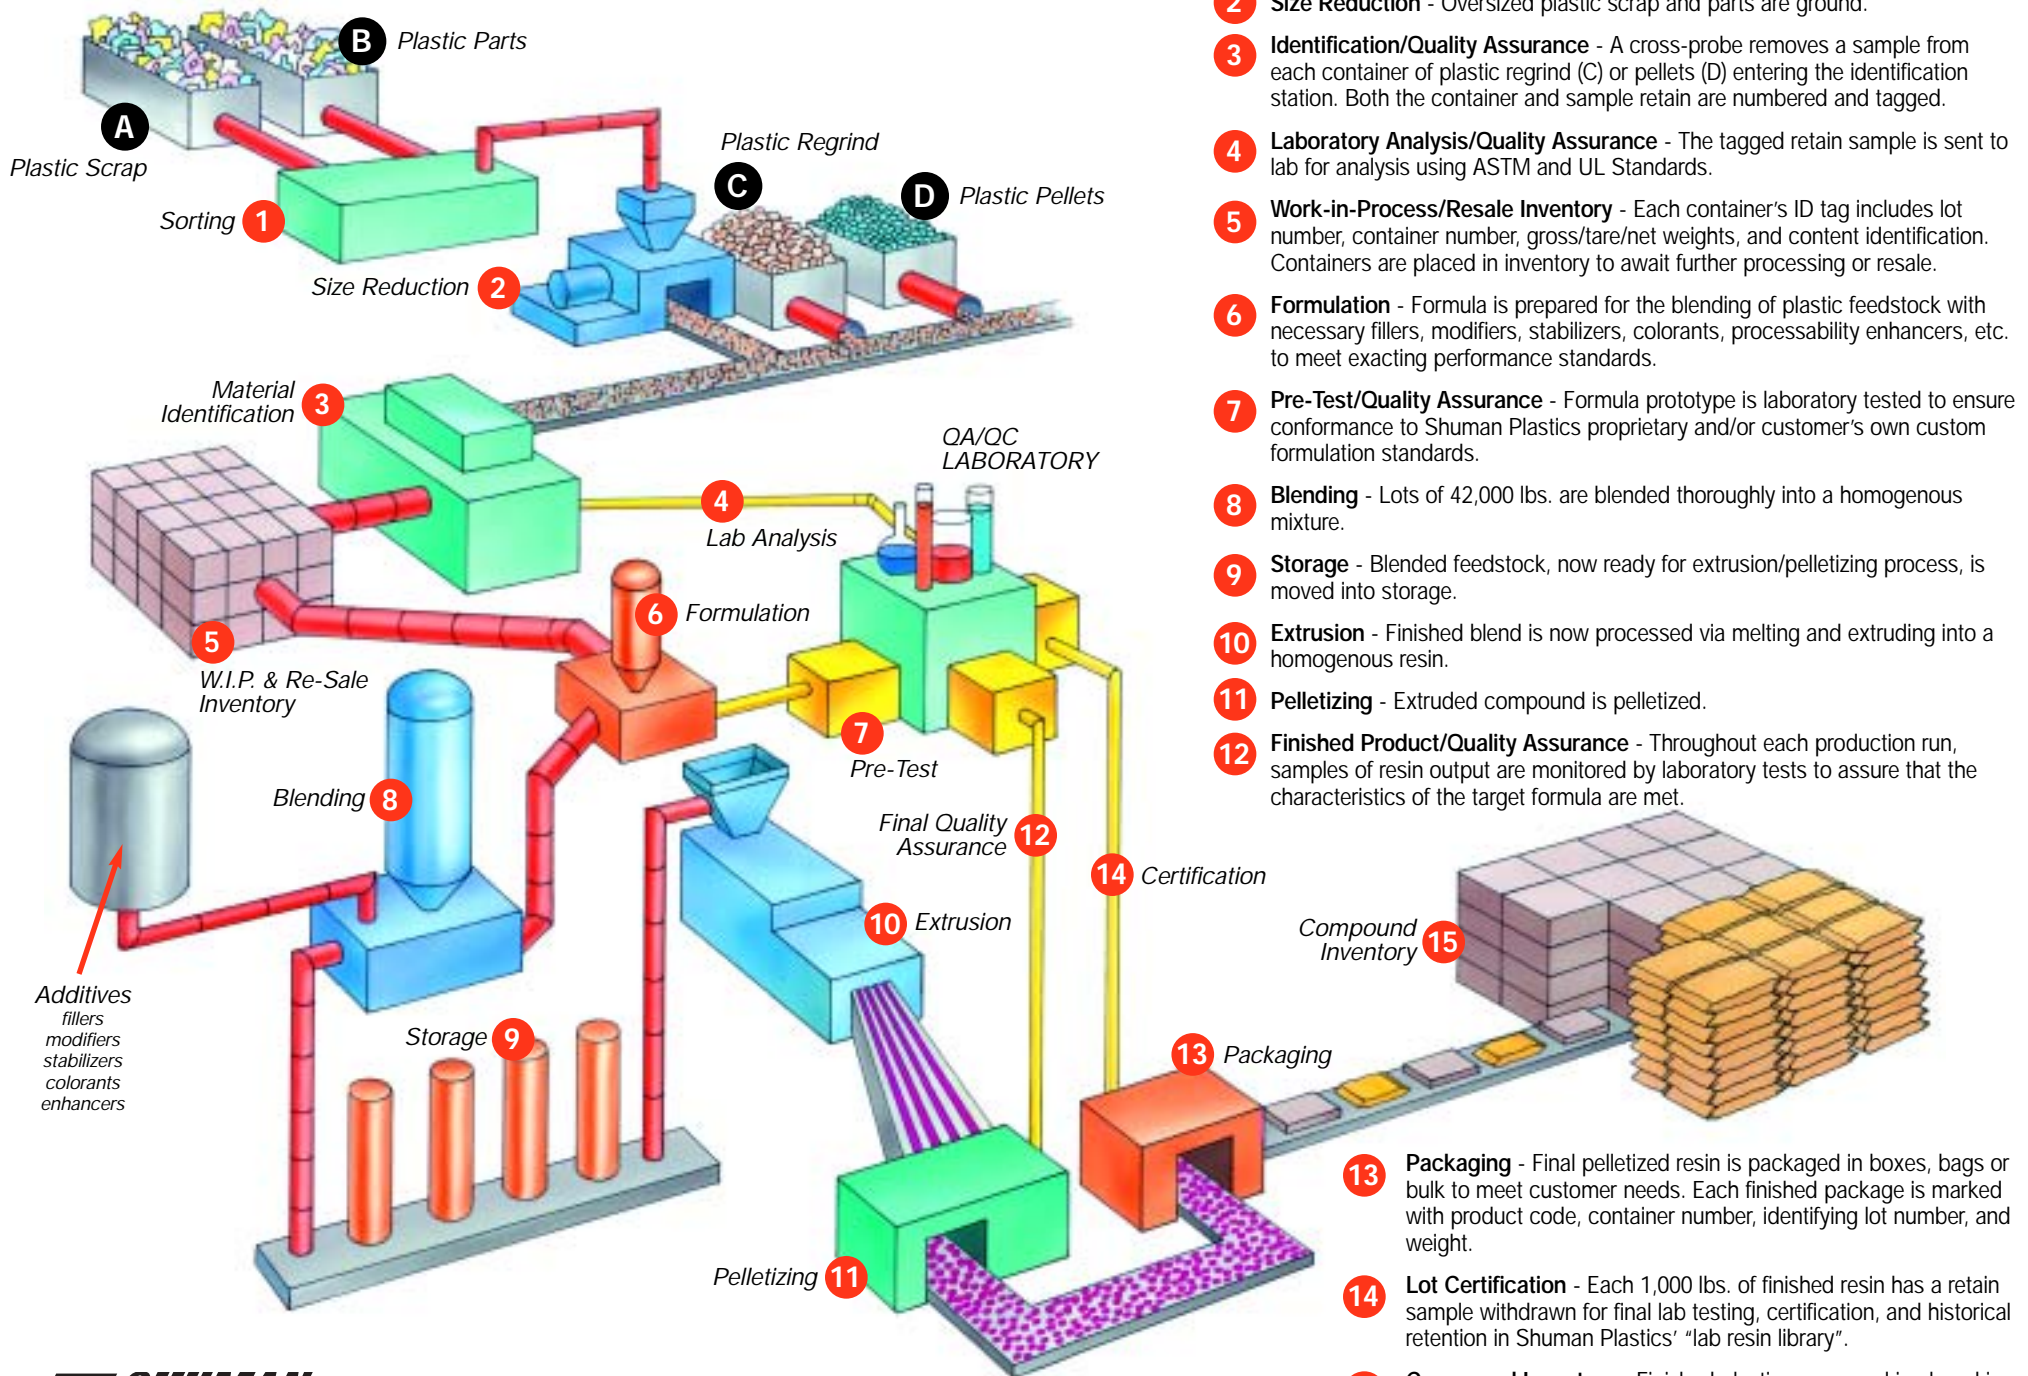 B Plastic Parts
A
Plastic Scrap
Sorting 1
Plastic Regrind
C
D Plastic Pellets
Size Reduction 2
Material
Identification
3
QA/QC
LABORATORY
4
Lab Analysis
6 Formulation
5
W.I.P. & Re-Sale
Inventory
7
Pre-Test
Blending 8
Final Quality
Assurance
12
14 Certification
10 Extrusion
Additives
fillers
modifiers
stabilizers
colorants
enhancers
Storage 9
Compound
Inventory
15
13 Packaging
Pelletizing 11
2 Size Reduction - Oversized plastic scrap and parts are ground.
3 Identification/Quality Assurance - A cross-probe removes a sample from
each container of plastic regrind (C) or pellets (D) entering the identification
station. Both the container and sample retain are numbered and tagged.
4 Laboratory Analysis/Quality Assurance - The tagged retain sample is sent to
lab for analysis using ASTM and UL Standards.
5 Work-in-Process/Resale Inventory - Each container's ID tag includes lot
number, container number, gross/tare/net weights, and content identification.
Containers are placed in inventory to await further processing or resale.
6 Formulation - Formula is prepared for the blending of plastic feedstock with
necessary fillers, modifiers, stabilizers, colorants, processability enhancers, etc.
to meet exacting performance standards.
7 Pre-Test/Quality Assurance - Formula prototype is laboratory tested to ensure
conformance to Shuman Plastics proprietary and/or customer's own custom
formulation standards.
8 Blending - Lots of 42,000 lbs. are blended thoroughly into a homogenous
mixture.
9 Storage - Blended feedstock, now ready for extrusion/pelletizing process, is
moved into storage.
10 Extrusion - Finished blend is now processed via melting and extruding into a
homogenous resin.
11 Pelletizing - Extruded compound is pelletized.
12 Finished Product/Quality Assurance - Throughout each production run,
samples of resin output are monitored by laboratory tests to assure that the
characteristics of the target formula are met.
13 Packaging - Final pelletized resin is packaged in boxes, bags or
bulk to meet customer needs. Each finished package is marked
with product code, container number, identifying lot number, and
weight.
14 Lot Certification - Each 1,000 lbs. of finished resin has a retain
sample withdrawn for final lab testing, certification, and historical
retention in Shuman Plastics' “lab resin library”.